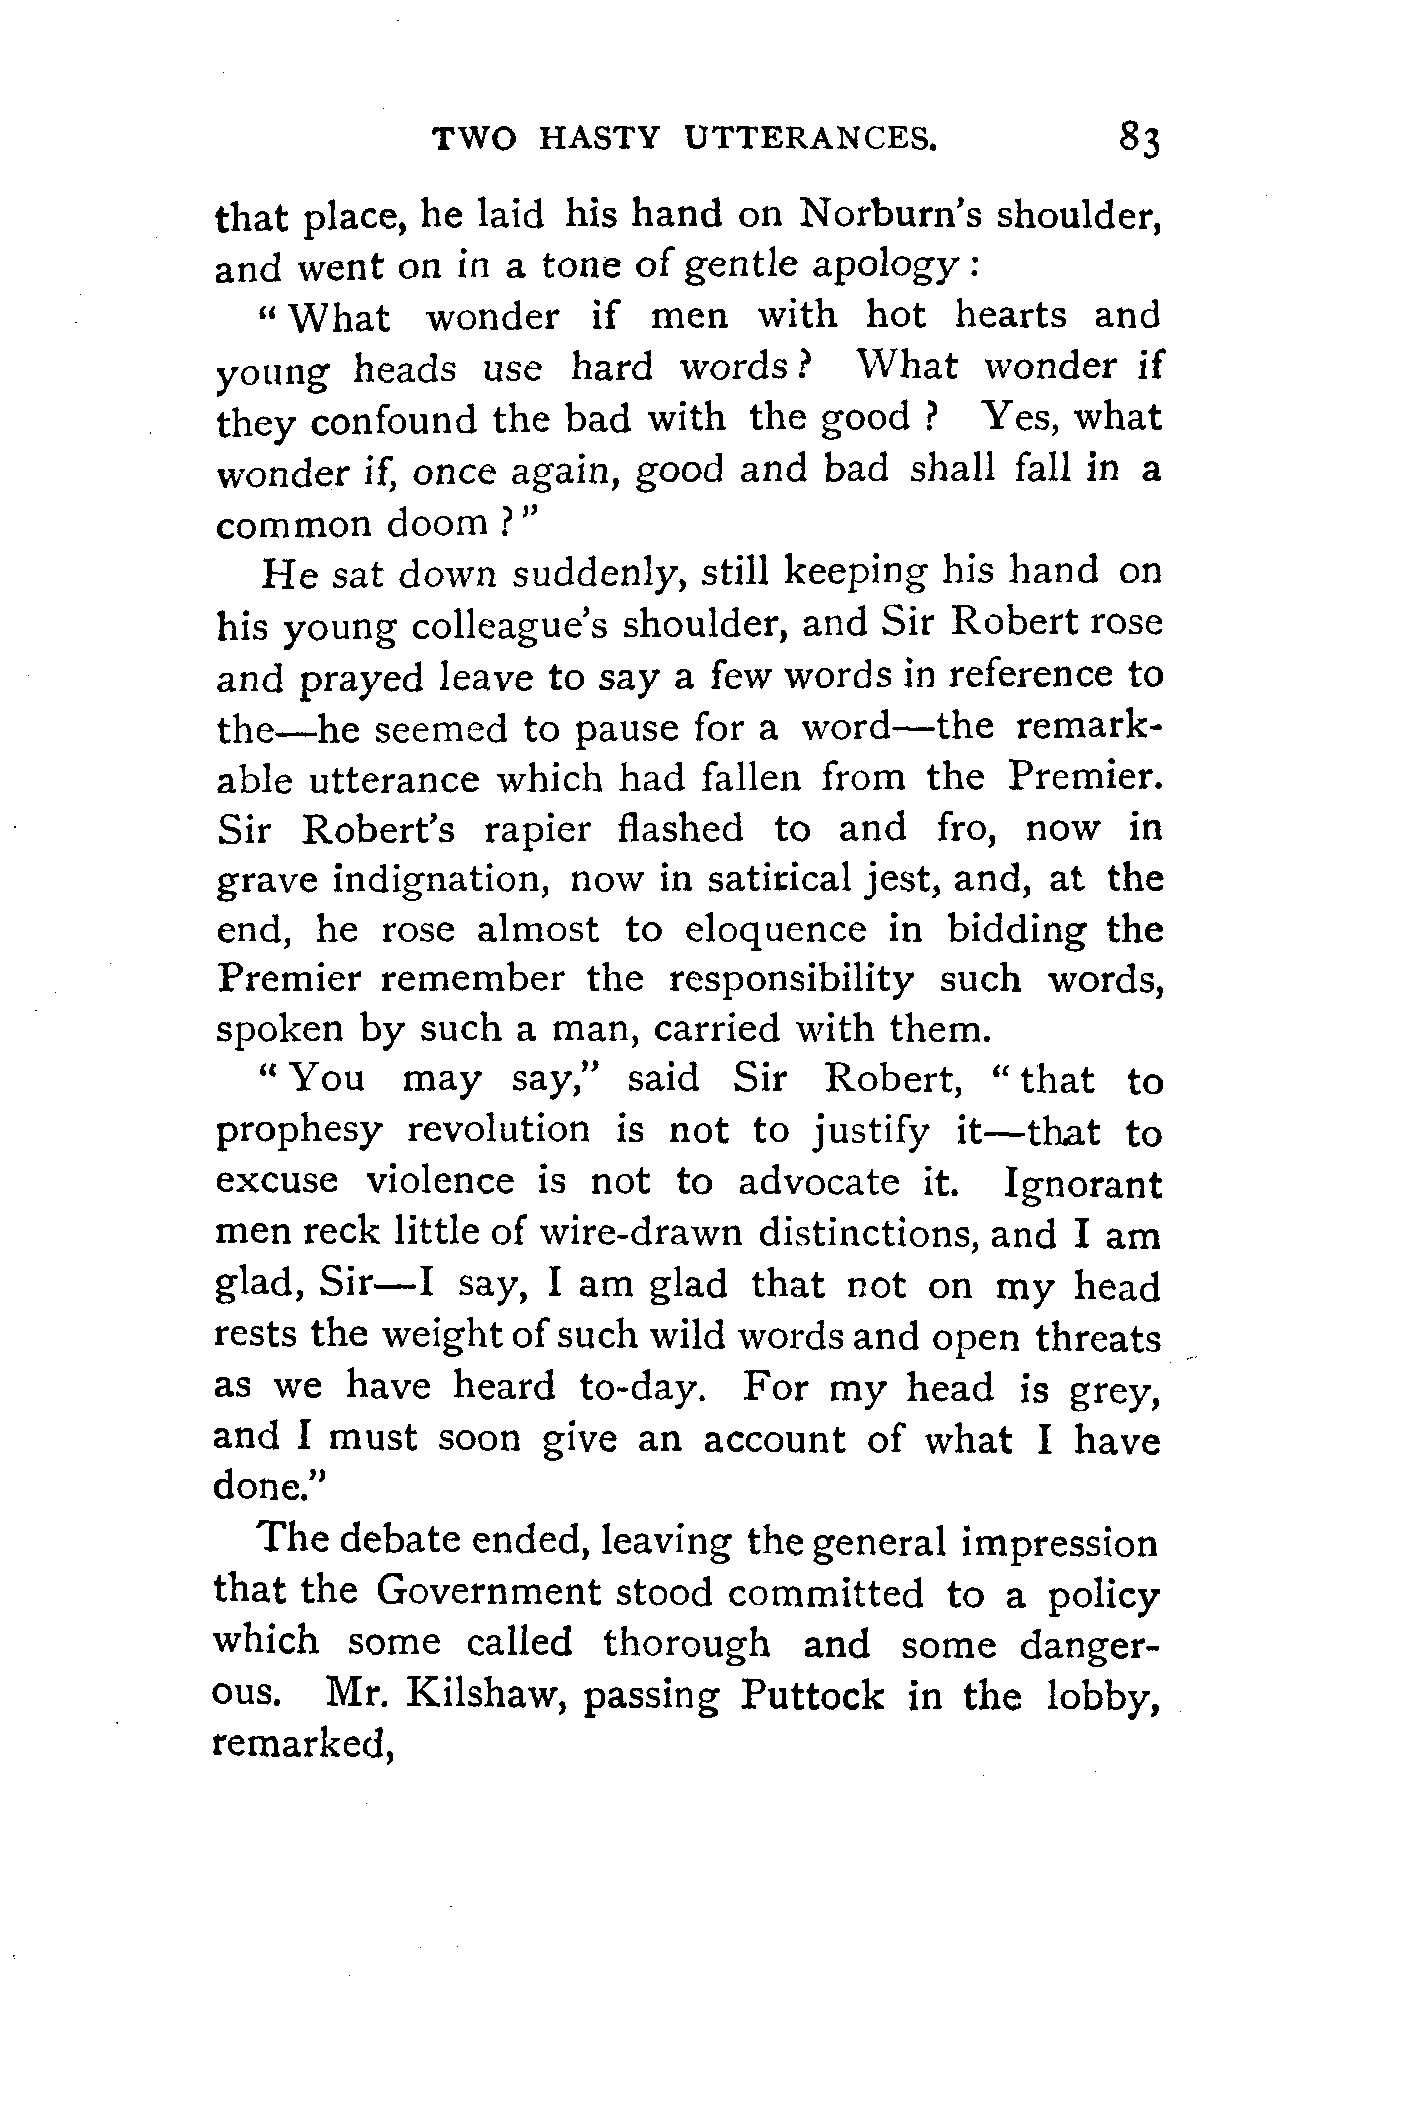 TWO HASTY UTTERANCES. 83
that place, he laid his hand on Norburn's shoulder,
and went on in a tone of gentle apology :
“ What wonder if men with hot hearts and
young heads use hard words ? What wonder if
they confound the bad with the good ? Yes, what
wonder if, once again, good and bad shall fall in a
common doom ? ”
He sat down suddenly, still keeping his hand on
his young colleague's shoulder, and Sir Robert rose
and prayed leave to say a few words in reference to
the—he seemed to pause for a word—the remark-
able utterance which had fallen from the Premier.
Sir Robert's rapier flashed to and fro, now in
grave indignation, now in satirical jest, and, at the
end, he rose almost to eloquence in bidding the
Premier remember the responsibility such words,
spoken by such a man, carried with them.
“ You may say,” said Sir Robert, “ that to
prophesy revolution is not to justify it—that to
excuse violence is not to advocate it. Ignorant
men reck little of wire-drawn distinctions, and I am
glad, Sir—I say, I am glad that not on my head
rests the weight of such wild words and open threats
as we have heard to-day. For my head is grey,
and I must soon give an account of what I have
done.”
The debate ended, leaving the general impression
that the Government stood committed to a policy
which some called thorough and some danger-
ous. Mr. Kilshaw, passing Puttock in the lobby,
remarked,